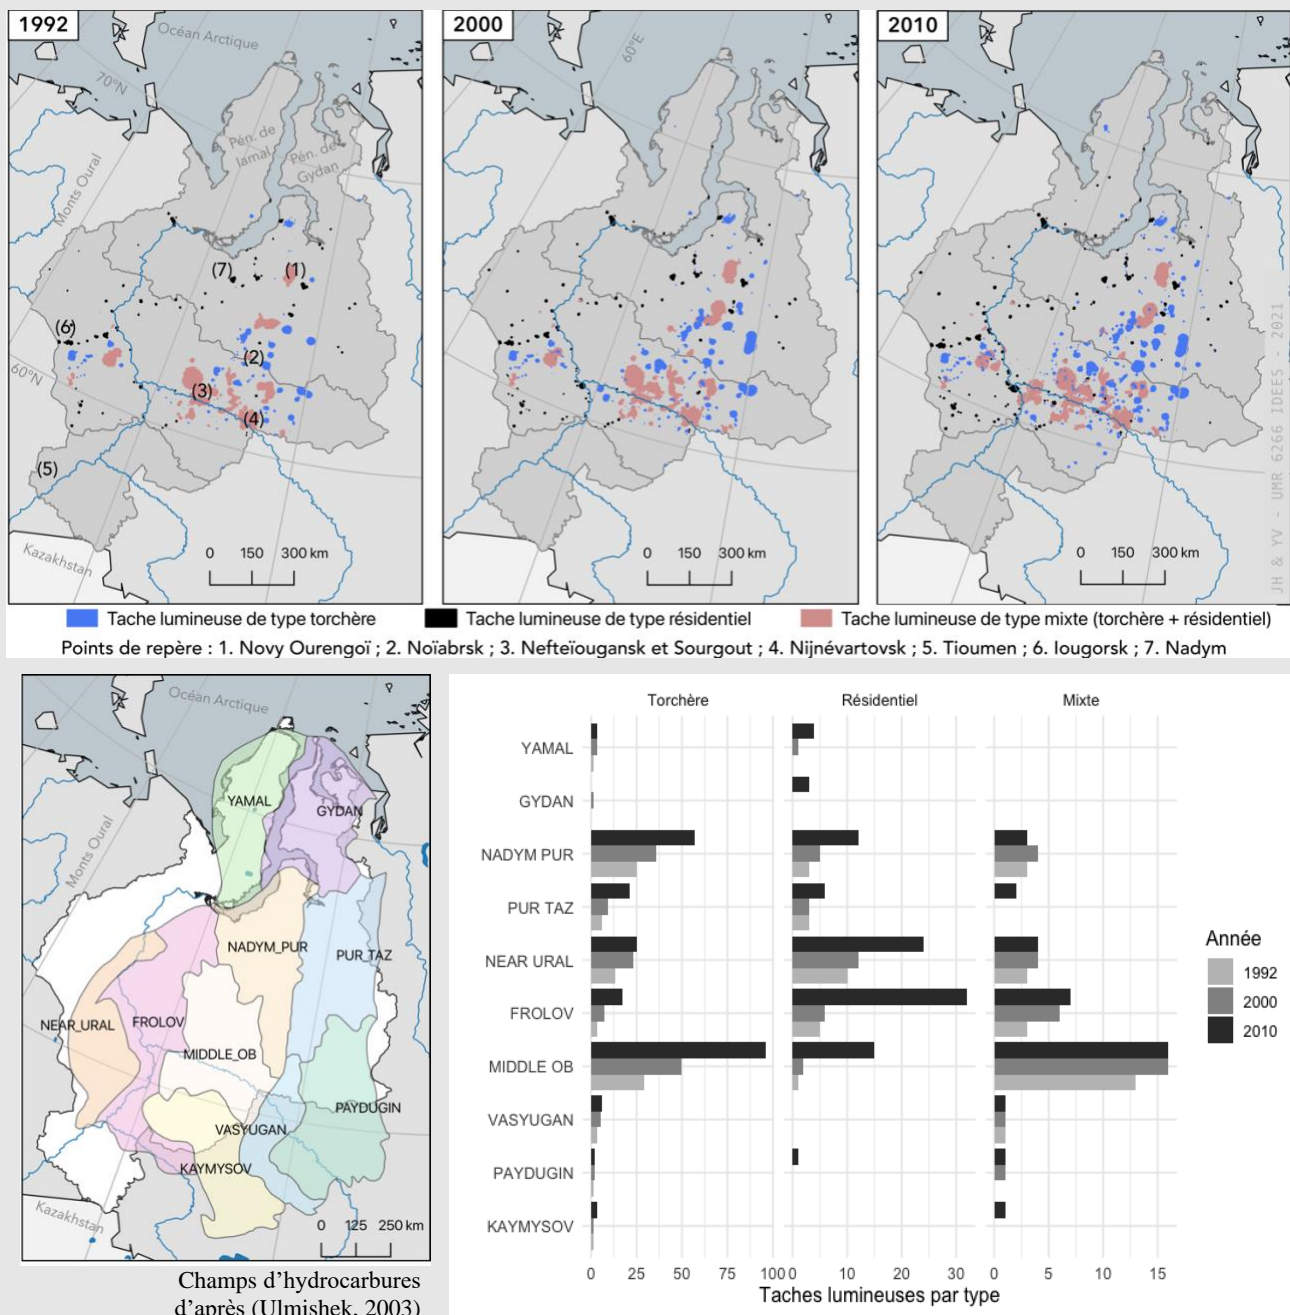 1992
Océan Arctique
70°N
Pén. de
Iamal
Pén. de
Gydan
Monts Oural
(7)
(1)
(6)
(2)
60°N
(3)
(4)
(5)
Kazakhstan
0 150 300 km
2000
60°E
0 150 300 km
2010
0 150 300 km
JH & YV - UMR 6266 IDEES - 2021
Tache lumineuse de type torchère
Tache lumineuse de type résidentiel
Tache lumineuse de type mixte (torchère + résidentiel)
Points de repère : 1. Novy Ourengoï ; 2. Noïabrsk ; 3. Nefteïougansk et Sourgout ; 4. Nijnévartovsk ; 5. Tioumen ; 6. Iougorsk ; 7. Nadym
Océan Arctique
YAMAL
GYDAN
Monts Oural
NADYM_PUR
PUR_TAZ
NEAR_URAL
FROLOV
MIDDLE_OB
PAYDUGIN
VASYUGAN
KAYMYSOV
Kazakhstan
0 125 250 km
Champs d'hydrocarbures
d'après (Ulmishek, 2003)
Torchère
Résidentiel
Mixte
YAMAL
GYDAN
NADYM PUR
PUR TAZ
NEAR URAL
FROLOV
MIDDLE OB
VASYUGAN
PAYDUGIN
KAYMYSOV
0 25 50 75 100
0 10 20 30
0 5 10 15
Taches lumineuses par type
Année
1992
2000
2010